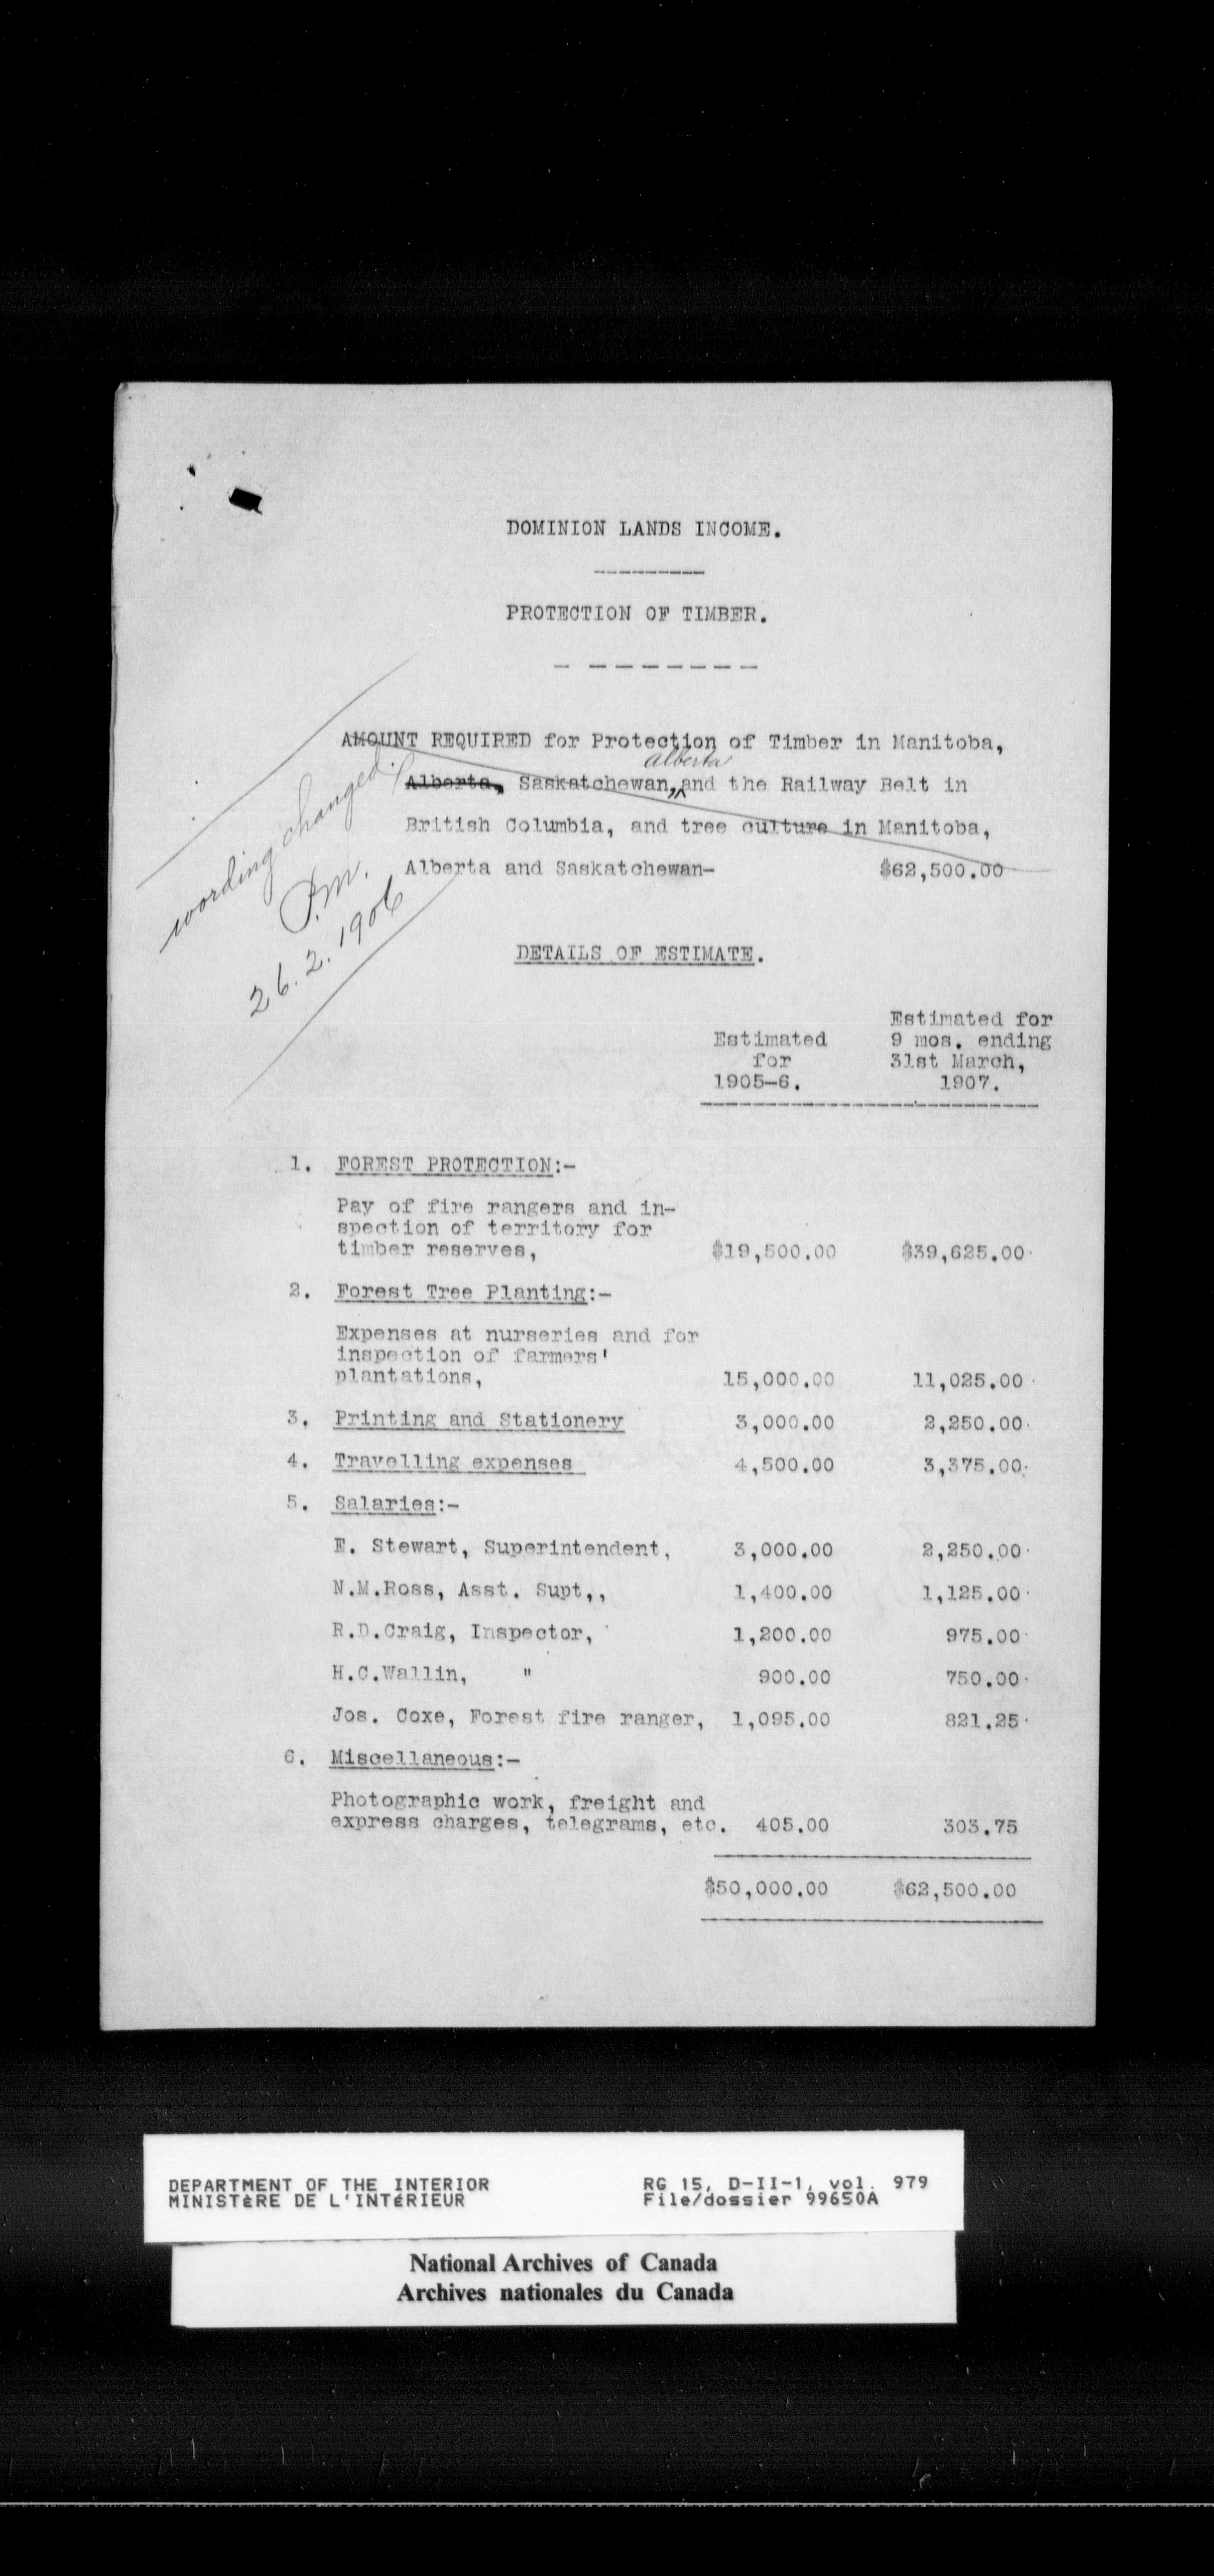 DOMINION LANDS INCOME.
PROTECTION OF TIMBER.
AMOUNT REQUIRED for Protection of Timber in Manitoba,
Alberta
Alberta, Saskatchewan, and the Railway Belt in
British Columbia, and tree culture in Manitoba,
Alberta and Saskatchewan- $62,500.00
wording changed.
P.M.
26.2.1906
DETAILS OF ESTIMATE.
Estimated for
Estimated 9 mos. ending
for 31st March,
1905-6. 1907.
1. FOREST PROTECTION:-
Pay of fire rangers and in-
spection of territory for
timber reserves, $19,500.00 $39,625.00
2. Forest Tree Planting:-
Expenses at nurseries and for
inspection of farmers'
plantations, 15,000.00 11,025.00
3. Printing and Stationery 3,000.00 2,250.00
4. Travelling expenses 4,500.00 3,375.00
5. Salaries:-
E. Stewart, Superintendent, 3,000.00 2,250.00
N.M.Ross, Asst. Supt,, 1,400.00 1,125.00
R.D.Craig, Inspector, 1,200.00 975.00
H.C.Wallin, " 900.00 750.00
Jos. Coxe, Forest fire ranger, 1,095.00 821.25
6. Miscellaneous:-
Photographic work, freight and
express charges, telegrams, etc. 405.00 303.75
$50,000.00 $62,500.00
DEPARTMENT OF THE INTERIOR RG 15, D-II-1, vol. 979
MINISTÈRE DE L'INTÉRIEUR File/dossier 99650A
National Archives of Canada
Archives nationales du Canada